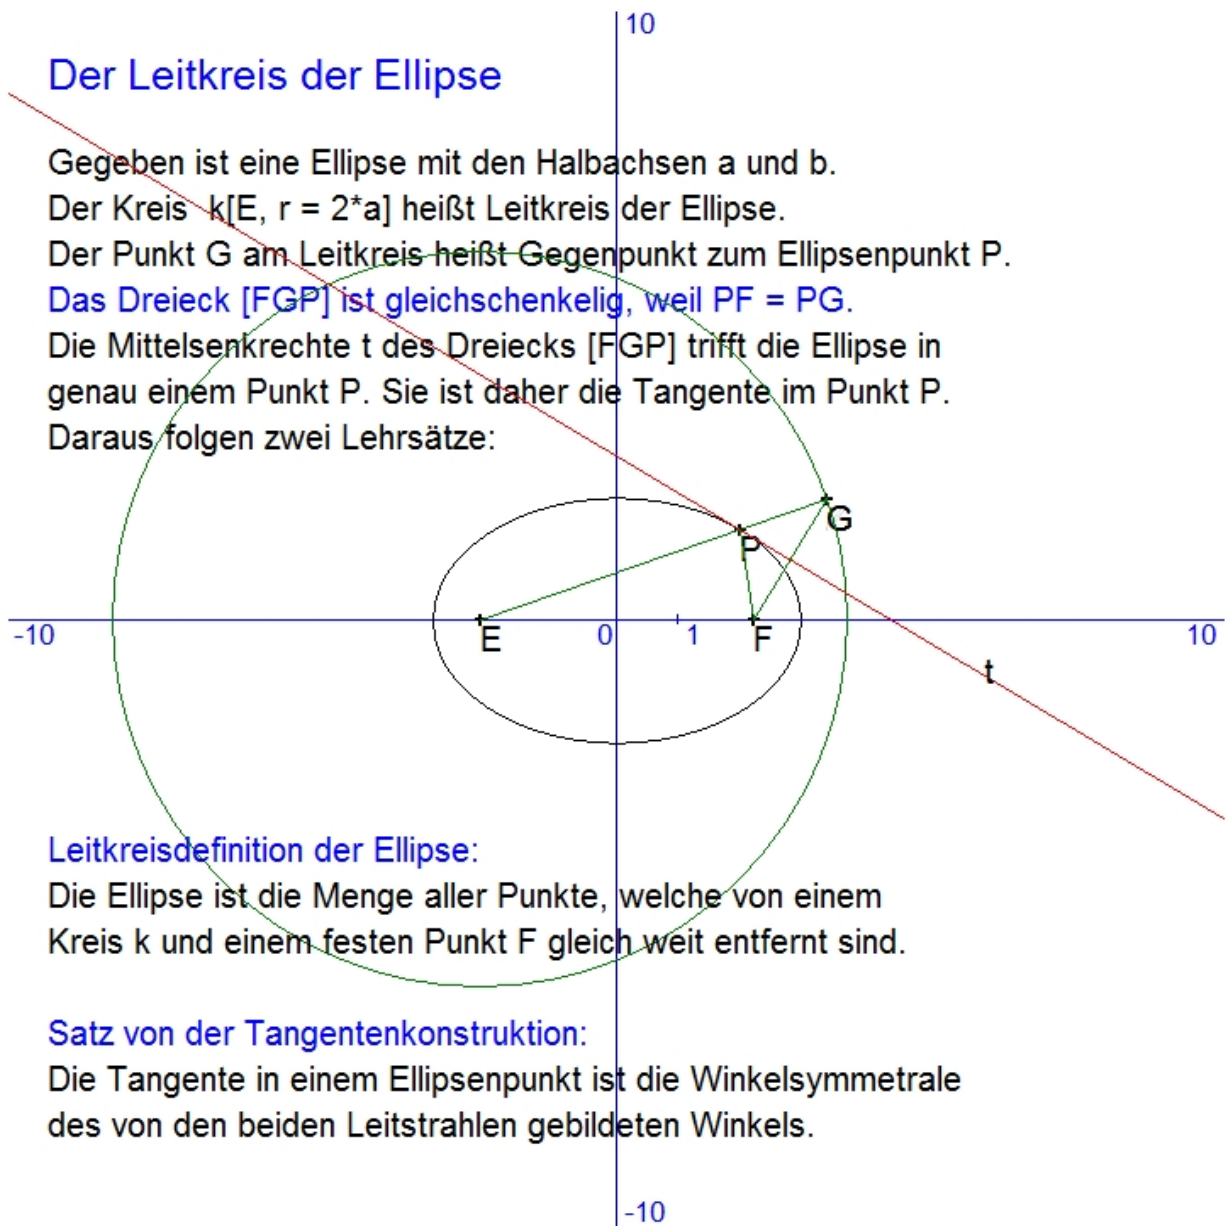 10
Der Leitkreis der Ellipse
Gegeben ist eine Ellipse mit den Halbachsen a und b.
Der Kreis k[E, r = 2*a] heißt Leitkreis der Ellipse.
Der Punkt G am Leitkreis heißt Gegenpunkt zum Ellipsenpunkt P.
Das Dreieck [FGP] ist gleichschenkelig, weil PF = PG.
Die Mittelsenkrechte t des Dreiecks [FGP] trifft die Ellipse in
genau einem Punkt P. Sie ist daher die Tangente im Punkt P.
Daraus folgen zwei Lehrsätze:
G
P
-10 E 0 1 F 10
t
Leitkreisdefinition der Ellipse:
Die Ellipse ist die Menge aller Punkte, welche von einem
Kreis k und einem festen Punkt F gleich weit entfernt sind.
Satz von der Tangentenkonstruktion:
Die Tangente in einem Ellipsenpunkt ist die Winkelsymmetrale
des von den beiden Leitstrahlen gebildeten Winkels.
-10